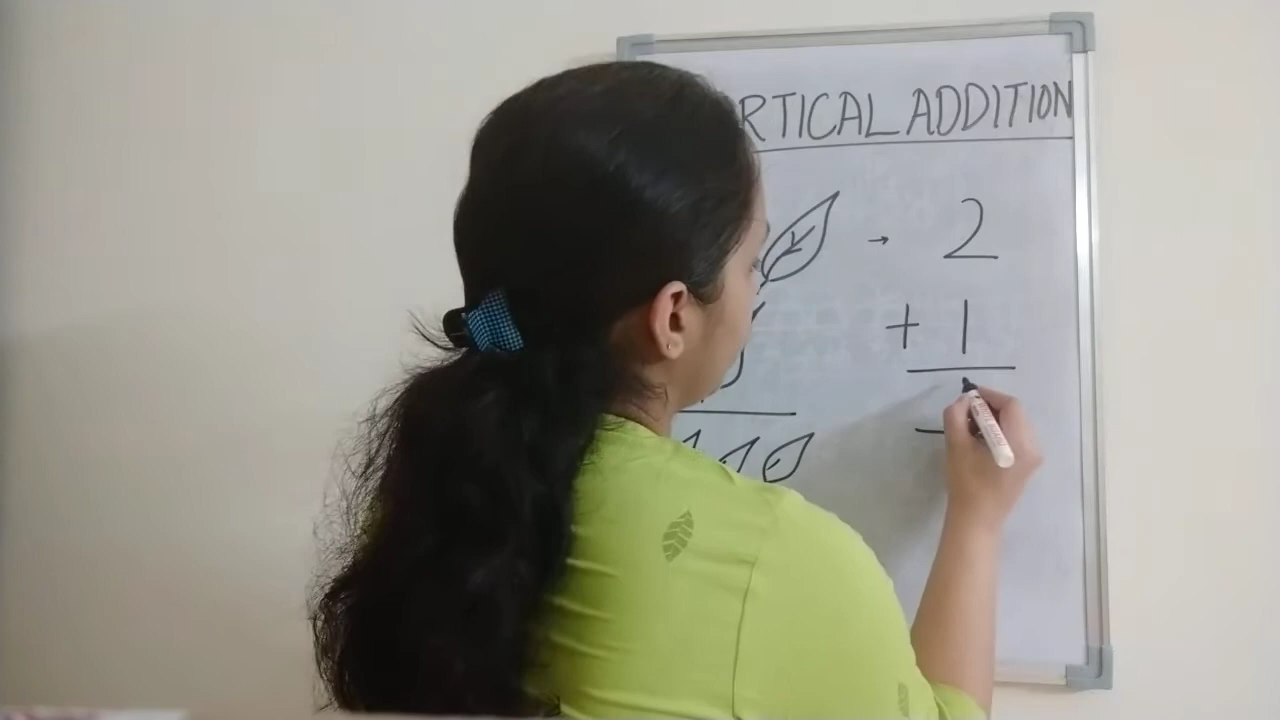 RTICAL ADDITION
→ 2
+ 1